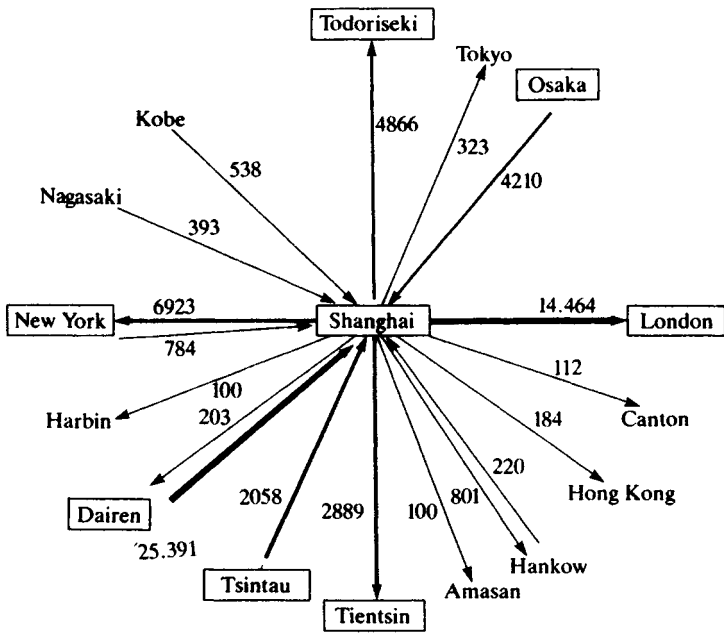 Todoriseki
Tokyo
Osaka
4866
Kobe
323
538
4210
Nagasaki
393
6923
14.464
New York
Shanghai
London
784
112
100
Harbin
203
184
Canton
220
Hong Kong
2058
2889
100
801
Dairen
25.391
Hankow
Tsintau
Amasan
Tientsin